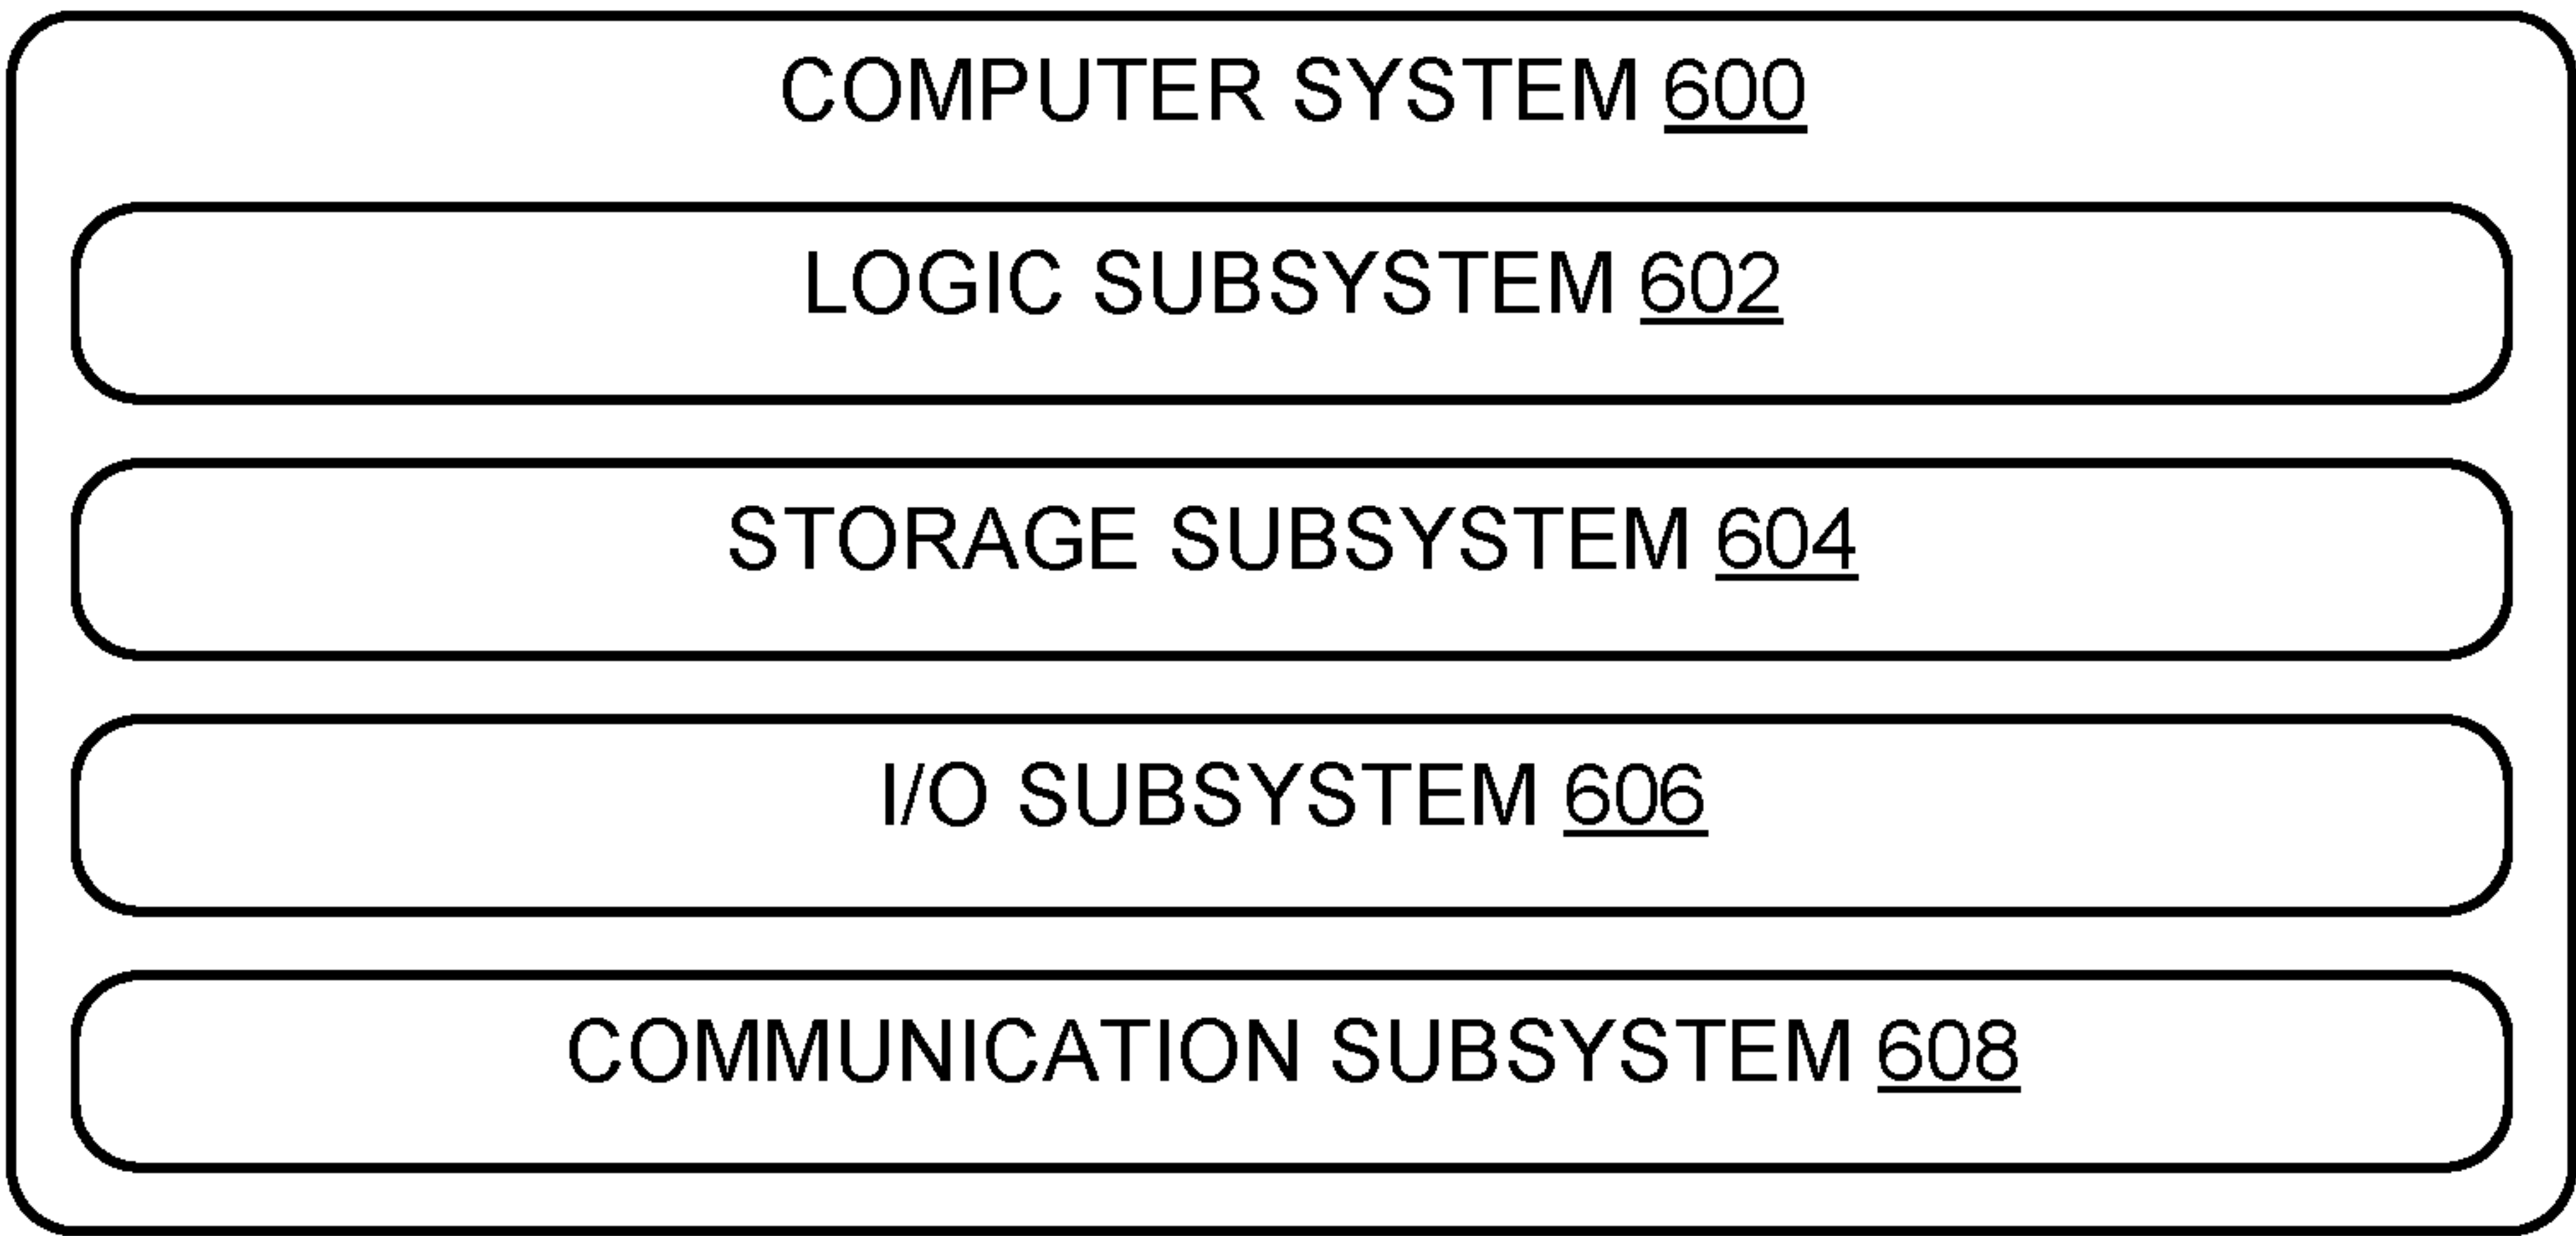 COMPUTER SYSTEM 600
LOGIC SUBSYSTEM 602
STORAGE SUBSYSTEM 604
I/O SUBSYSTEM 606
COMMUNICATION SUBSYSTEM 608